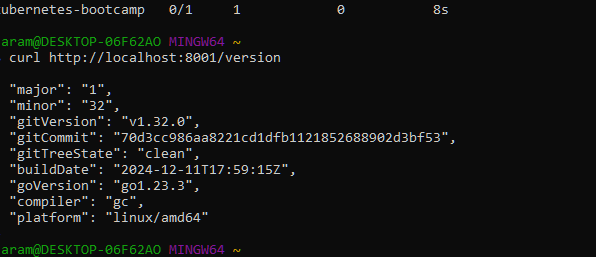 ubernetes-bootcamp 0/1 1 0 8s
aram@DESKTOP-06F62AO MINGW64 ~
curl http://localhost:8001/version
"major": "1",
"minor": "32",
"gitVersion": "v1.32.0",
"gitCommit": "70d3cc986aa8221cd1dfb1121852688902d3bf53",
"gitTreeState": "clean",
"buildDate": "2024-12-11T17:59:15Z",
"goVersion": "go1.23.3",
"compiler": "gc",
"platform": "linux/amd64"
aram@DESKTOP-06F62AO MINGW64 ~